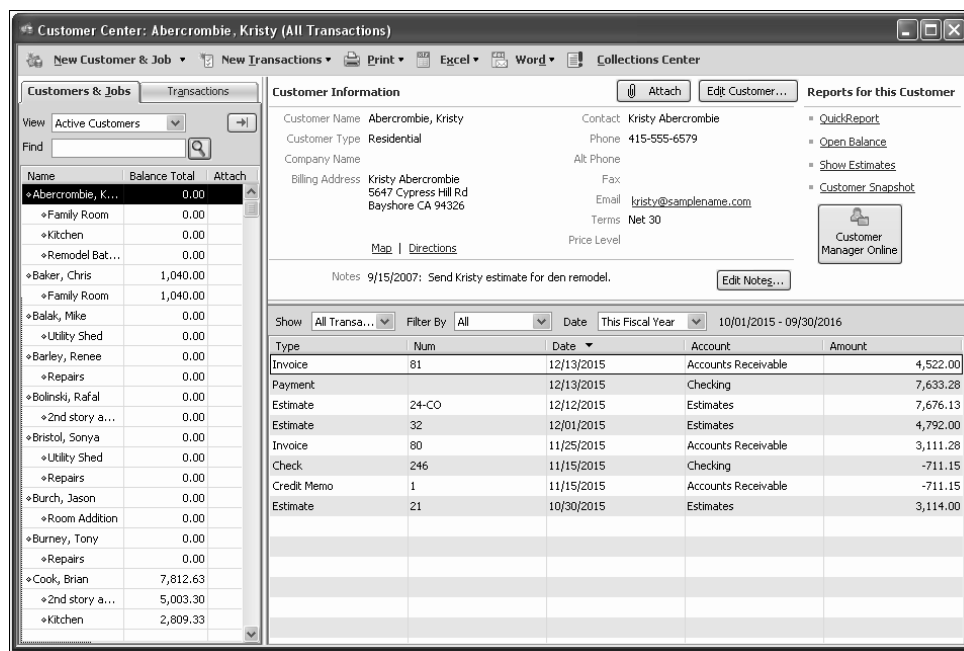 Customer Center: Abercrombie, Kristy (All Transactions)
New Customer & Job New Transactions Print Excel Word Collections Center
Customers & Jobs Transactions
View Active Customers
Find
Name Balance Total Attach
Abercrombie, K... 0.00
Family Room 0.00
Kitchen 0.00
Remodel Bat... 0.00
Baker, Chris 1,040.00
Family Room 1,040.00
Balak, Mike 0.00
Utility Shed 0.00
Barley, Renee 0.00
Repairs 0.00
Bolinski, Rafal 0.00
2nd story a... 0.00
Bristol, Sonya 0.00
Utility Shed 0.00
Repairs 0.00
Burch, Jason 0.00
Room Addition 0.00
Burney, Tony 0.00
Repairs 0.00
Cook, Brian 7,812.63
2nd story a... 5,003.30
Kitchen 2,809.33
Customer Information Attach Edit Customer...
Customer Name Abercrombie, Kristy
Customer Type Residential
Company Name
Billing Address Kristy Abercrombie
5647 Cypress Hill Rd
Bayshore CA 94326
Map | Directions
Contact Kristy Abercrombie
Phone 415-555-6579
Alt Phone
Fax
Email kristy@samplename.com
Terms Net 30
Price Level
Notes 9/15/2007: Send Kristy estimate for den remodel.
Edit Notes...
Reports for this Customer
QuickReport
Open Balance
Show Estimates
Customer Snapshot
Customer
Manager Online
Show All Transa... Filter By All Date This Fiscal Year 10/01/2015 - 09/30/2016
Type Num Date Account Amount
Invoice 81 12/13/2015 Accounts Receivable 4,522.00
Payment 12/13/2015 Checking 7,633.28
Estimate 24-CO 12/12/2015 Estimates 7,676.13
Estimate 32 12/01/2015 Estimates 4,792.00
Invoice 80 11/25/2015 Accounts Receivable 3,111.28
Check 246 11/15/2015 Checking -711.15
Credit Memo 1 11/15/2015 Accounts Receivable -711.15
Estimate 21 10/30/2015 Estimates 3,114.00